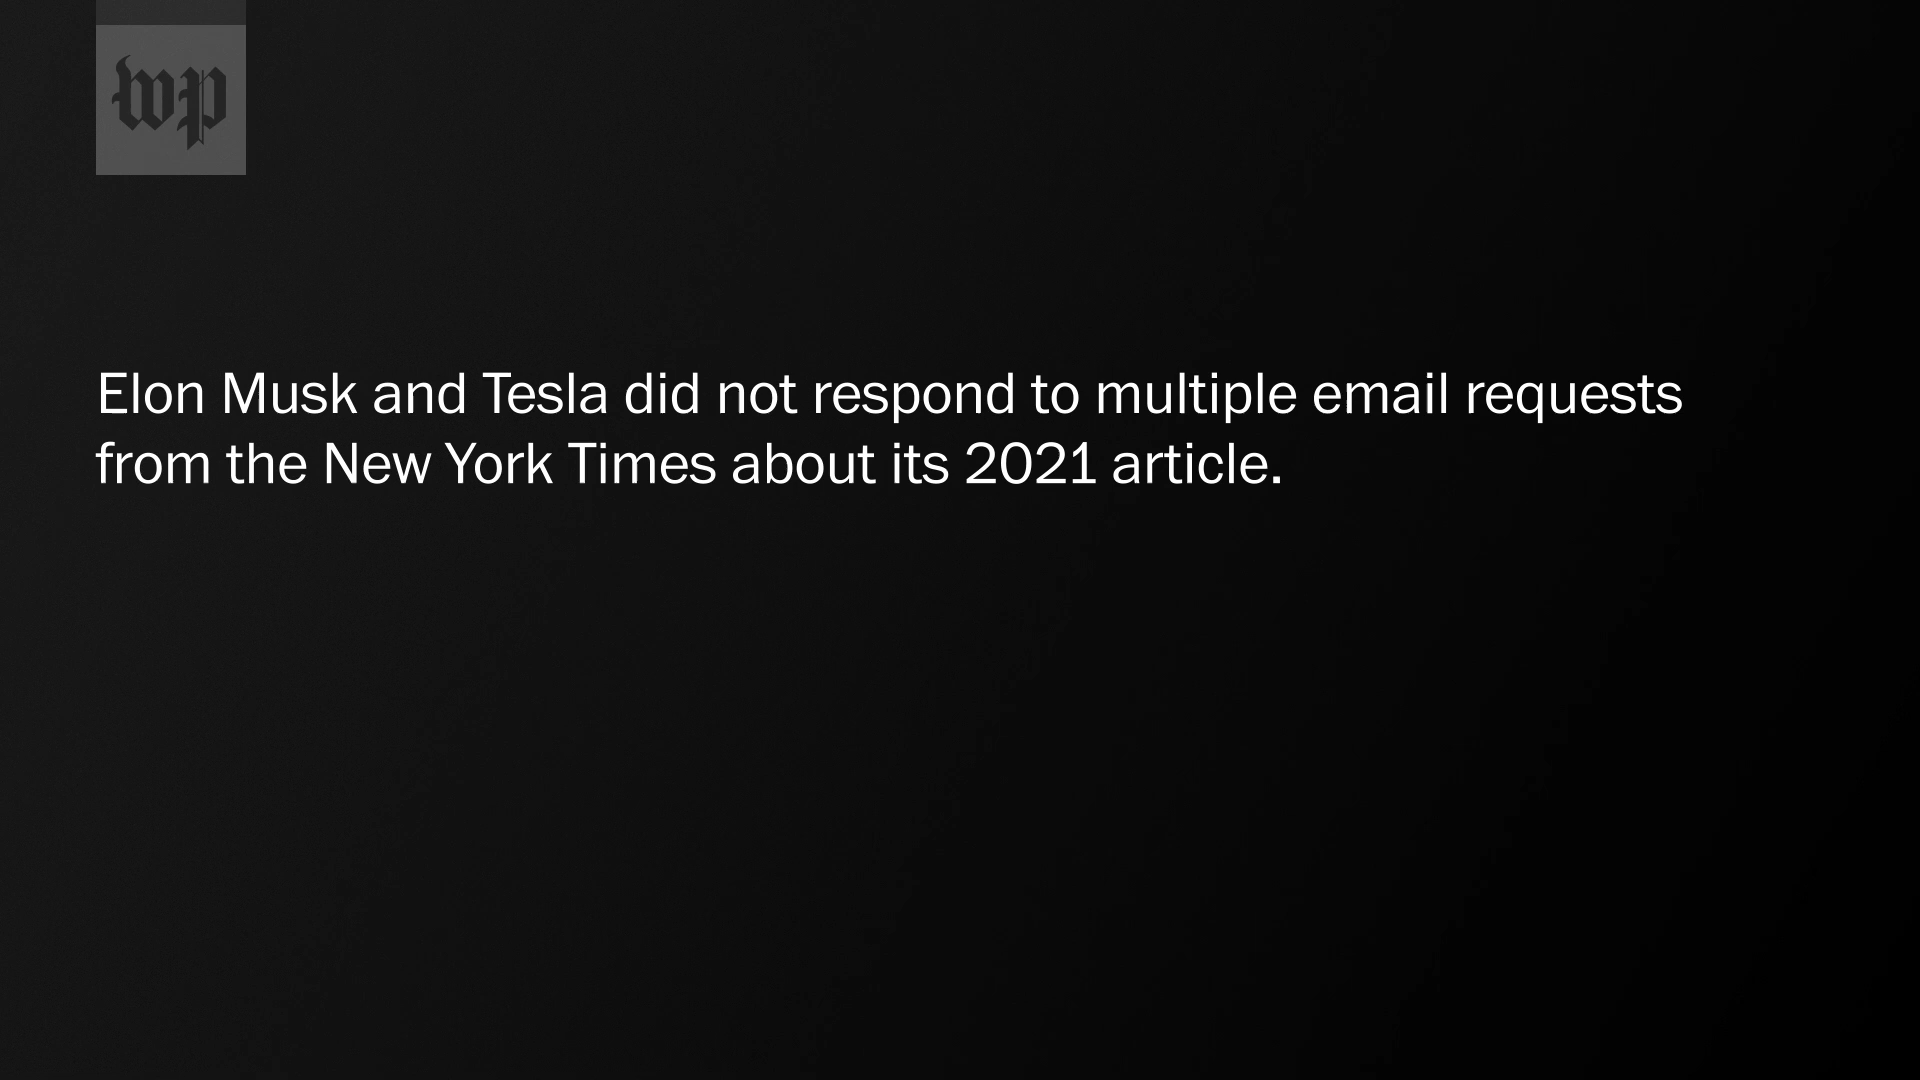 wp
Elon Musk and Tesla did not respond to multiple email requests
from the New York Times about its 2021 article.